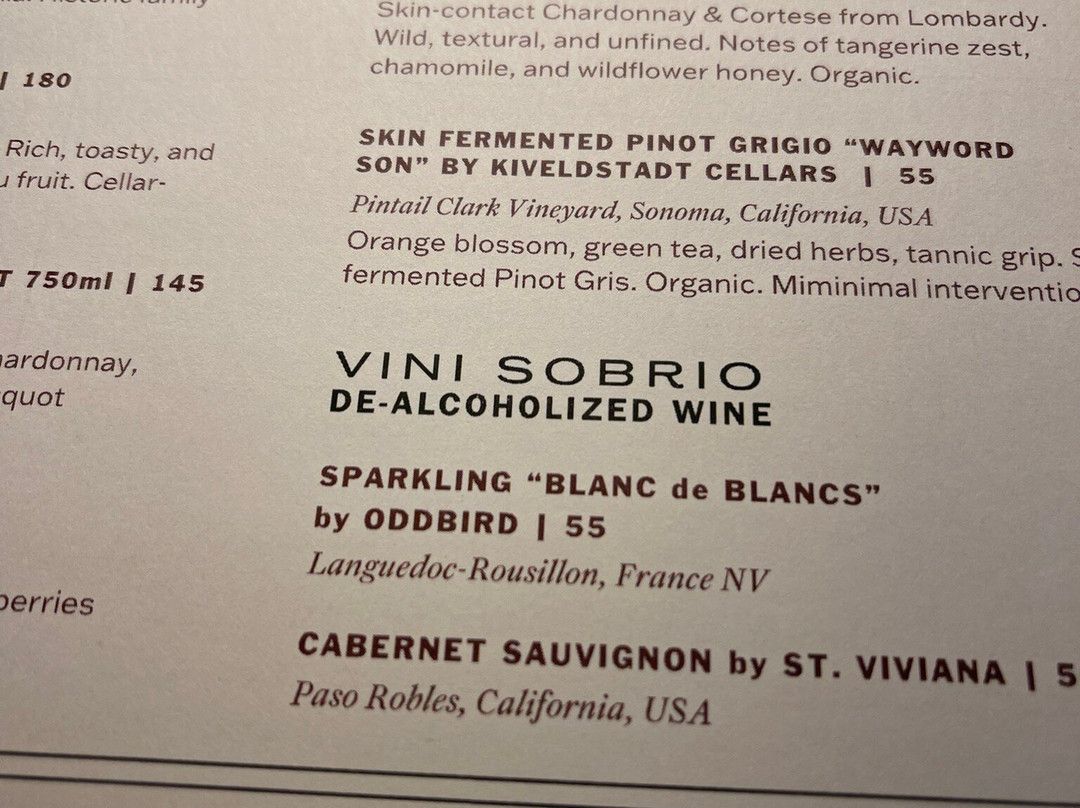 | 180
Rich, toasty, and
fruit. Cellar-
750ml | 145
quot
Skin-contact Chardonnay & Cortese from Lombardy.
Wild, textural, and unfined. Notes of tangerine zest,
chamomile, and wildflower honey. Organic.
SKIN FERMENTED PINOT GRIGIO “WAYWORD
SON” BY KIVELDSTADT CELLARS | 55
Pintail Clark Vineyard, Sonoma, California, USA
Orange blossom, green tea, dried herbs, tannic grip.
fermented Pinot Gris. Organic. Miminimal interventio
VINI SOBRIO
DE-ALCOHOLIZED WINE
SPARKLING “BLANC de BLANCS”
by ODDBIRD | 55
Languedoc-Rousillon, France NV
CABERNET SAUVIGNON by ST. VIVIANA | 5
Paso Robles, California, USA